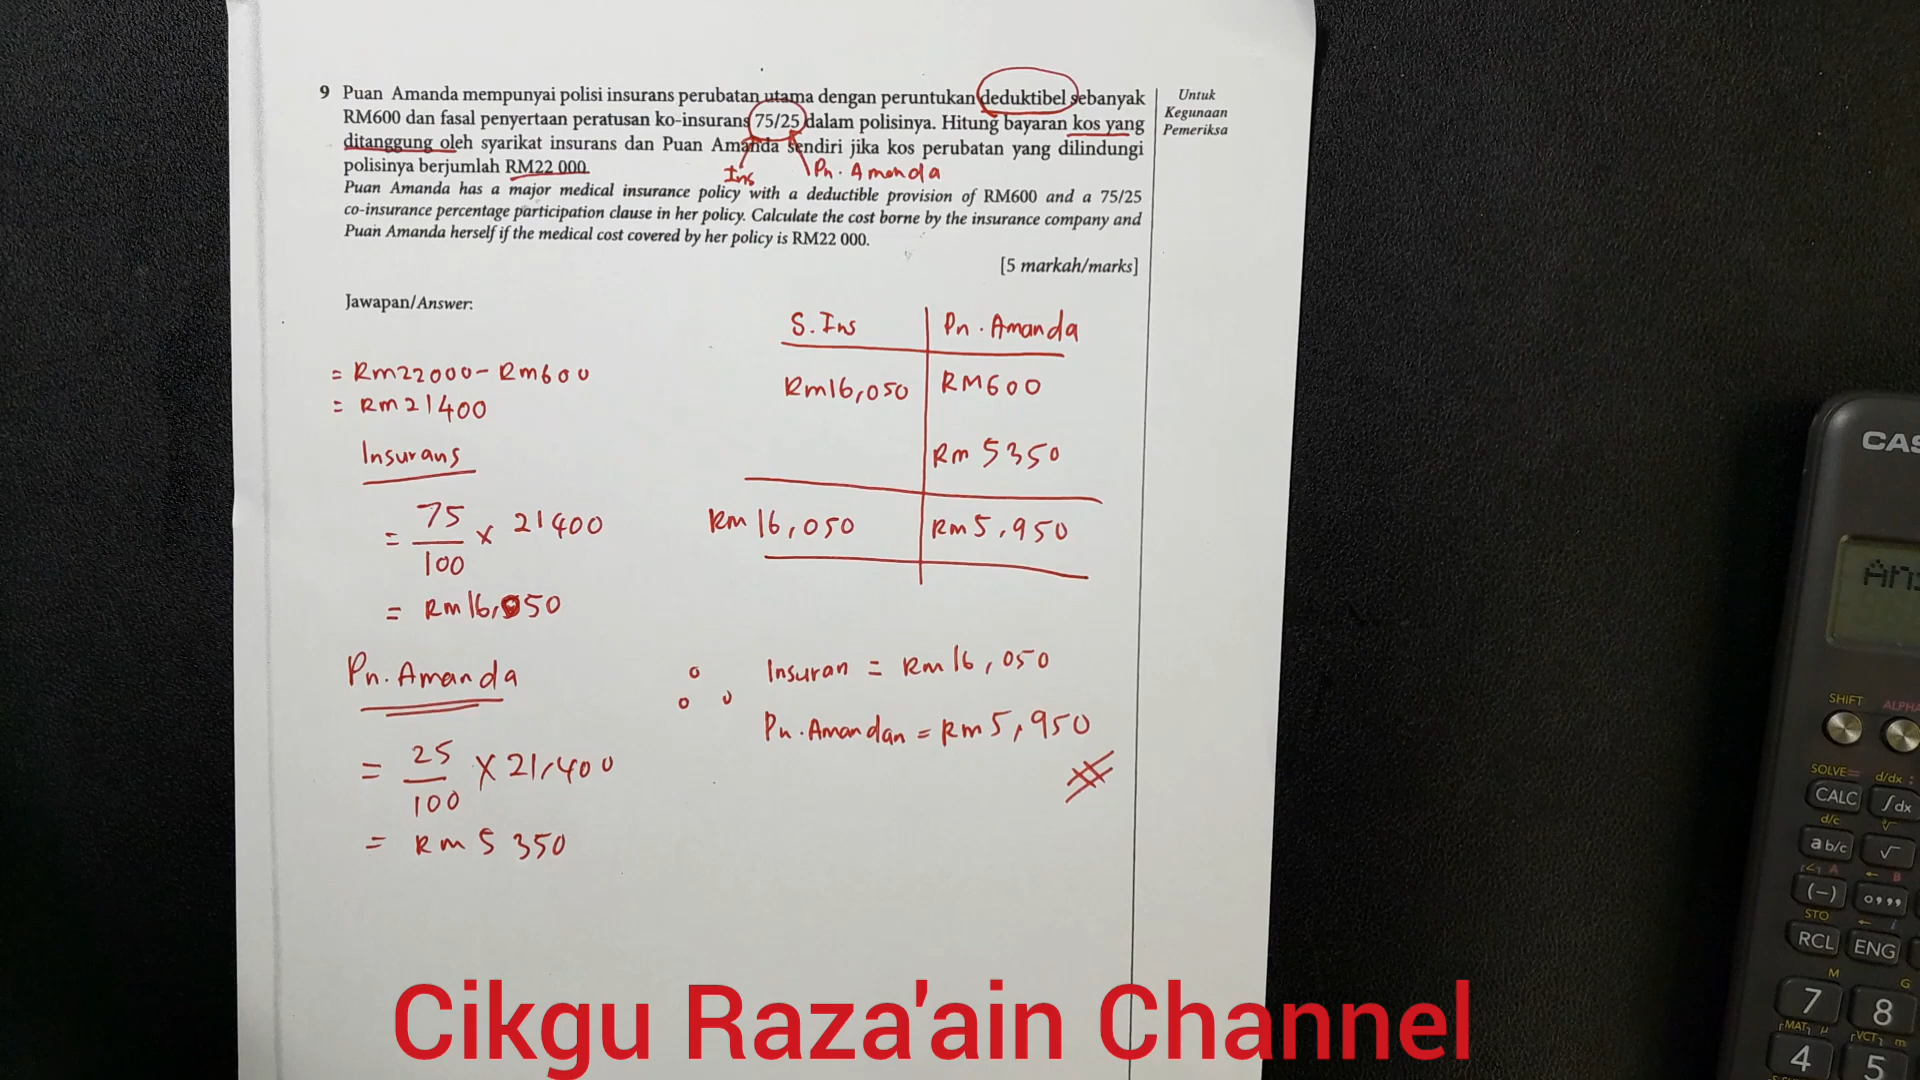 9 Puan Amanda mempunyai polisi insurans perubatan utama dengan peruntukan deduktibel sebanyak
RM600 dan fasal penyertaan peratusan ko-insurans 75/25 dalam polisinya. Hitung bayaran kos yang
ditanggung oleh syarikat insurans dan Puan Amanda sendiri jika kos perubatan yang dilindungi
polisinya berjumlah RM22 000.
Ins
Pn. Amanda
Puan Amanda has a major medical insurance policy with a deductible provision of RM600 and a 75/25
co-insurance percentage participation clause in her policy. Calculate the cost borne by the insurance company and
Puan Amanda herself if the medical cost covered by her policy is RM22 000.
[5 markah/marks]
Untuk
Kegunaan
Pemeriksa
Jawapan/Answer:
= Rm22000 - Rm600
= Rm21400
Insurans
= 75/100 x 21400
= Rm16,050
Pn. Amanda
= 25/100 x 21,400
= Rm 5 350
S. Ins Pn. Amanda
Rm16,050 RM600
Rm 5350
Rm 16,050 Rm 5,950
Insuran = Rm16,050
Pn. Amandan = Rm5,950
CAS
Ans
SHIFT ALPHA
SOLVE = d/dx :
CALC ∫dx
d/c
a b/c √
(-)
STO
RCL ENG
M G
7 8
MAT VCT
4 5
Cikgu Raza'ain Channel